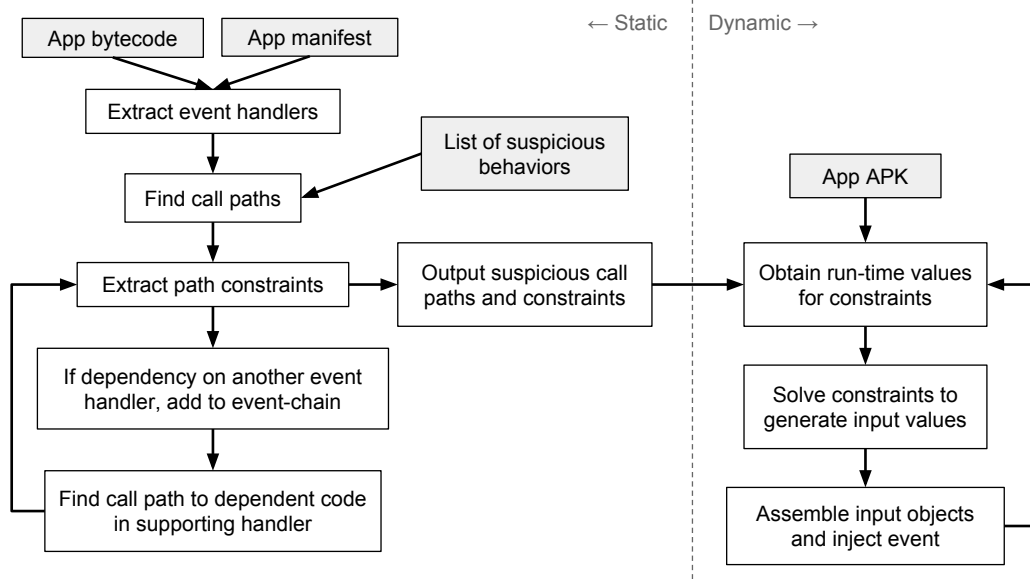 App bytecode
App manifest
← Static
Dynamic →
Extract event handlers
List of suspicious
behaviors
Find call paths
App APK
Extract path constraints
Output suspicious call
paths and constraints
Obtain run-time values
for constraints
If dependency on another event
handler, add to event-chain
Solve constraints to
generate input values
Find call path to dependent code
in supporting handler
Assemble input objects
and inject event